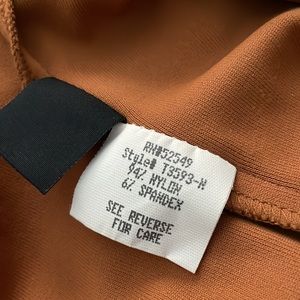 RN#52549
Style# T3593-N
94% NYLON
6% SPANDEX
SEE REVERSE
FOR CARE